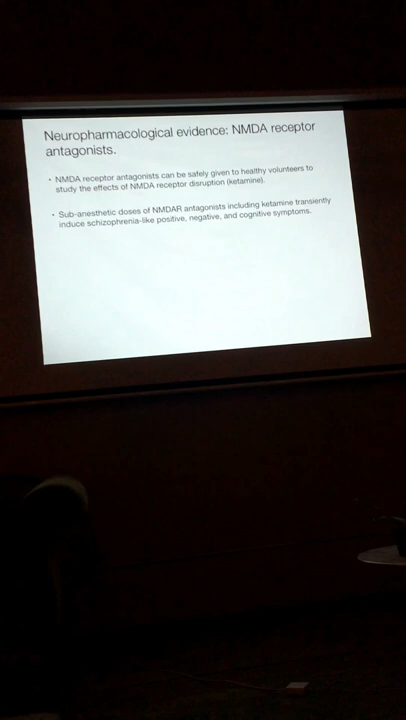 Neuropharmacological evidence: NMDA receptor
antagonists.
• NMDA receptor antagonists can be safely given to healthy volunteers to
study the effects of NMDA receptor disruption (ketamine).
• Sub-anesthetic doses of NMDAR antagonists including ketamine transiently
induce schizophrenia-like positive, negative, and cognitive symptoms.